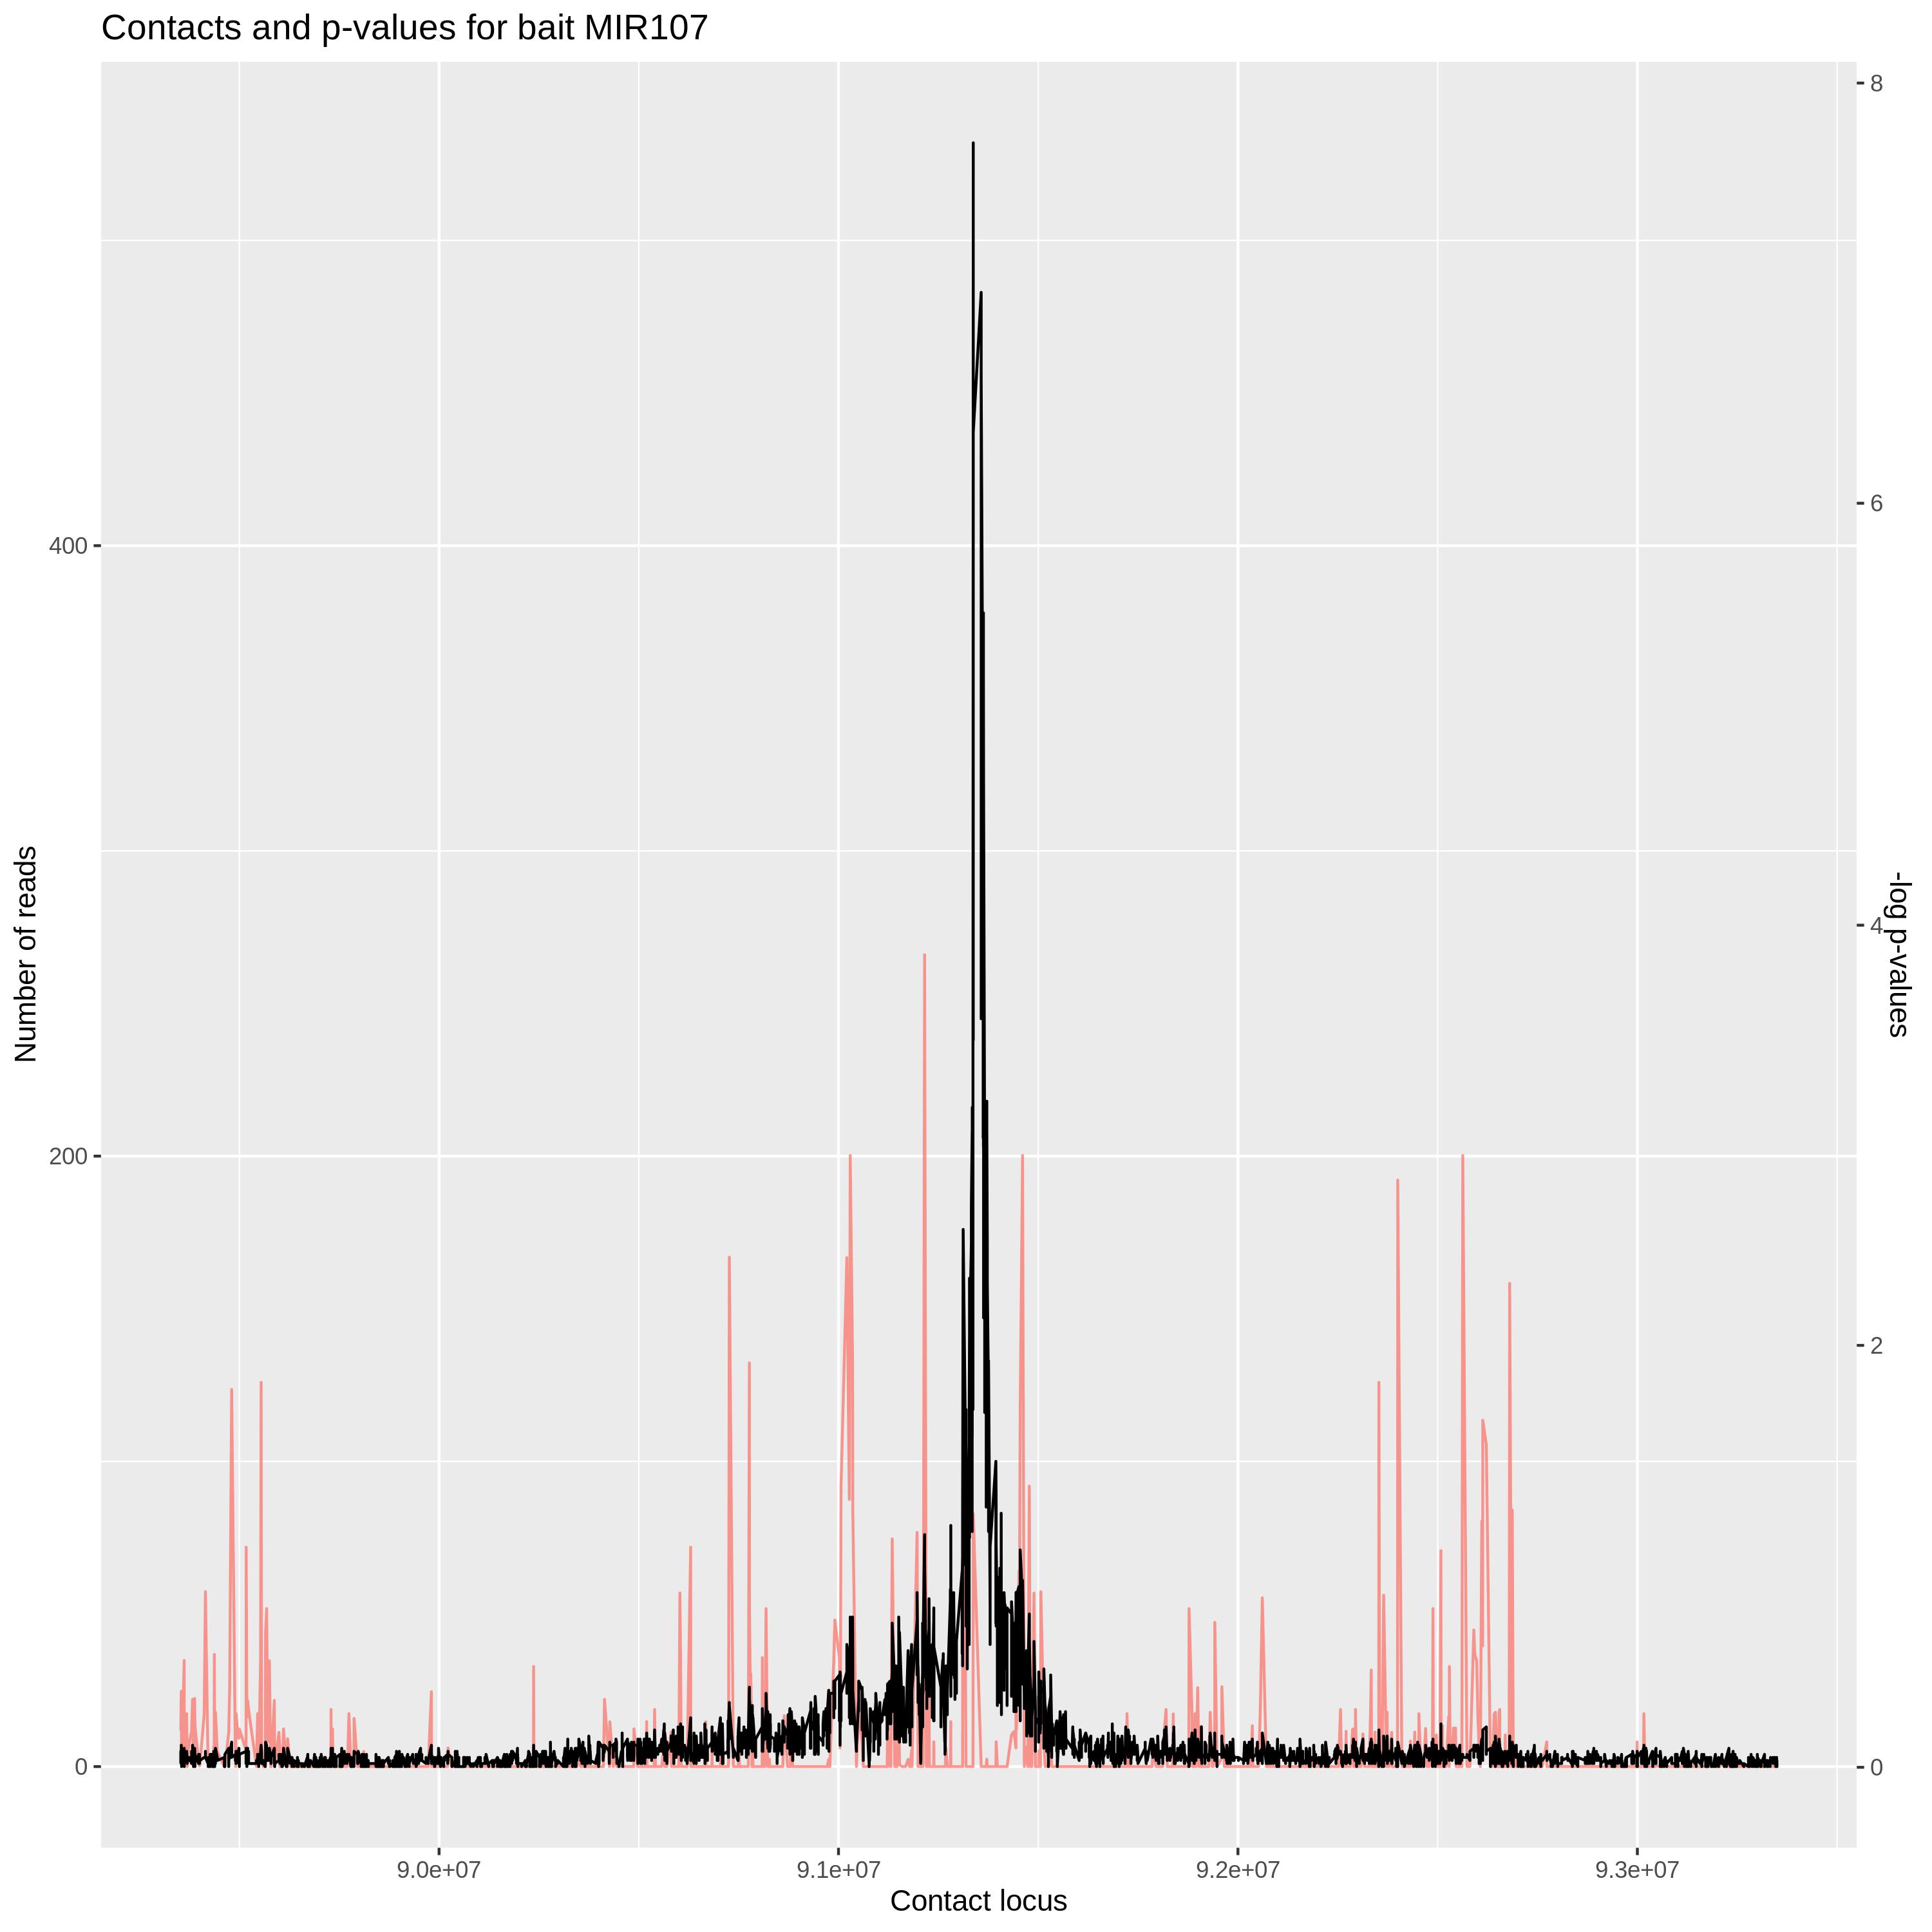 Contacts and p-values for bait MIR107
Number of reads
400
200
0
8
6
4
2
0
-log p-values
9.0e+07
9.1e+07
9.2e+07
9.3e+07
Contact locus